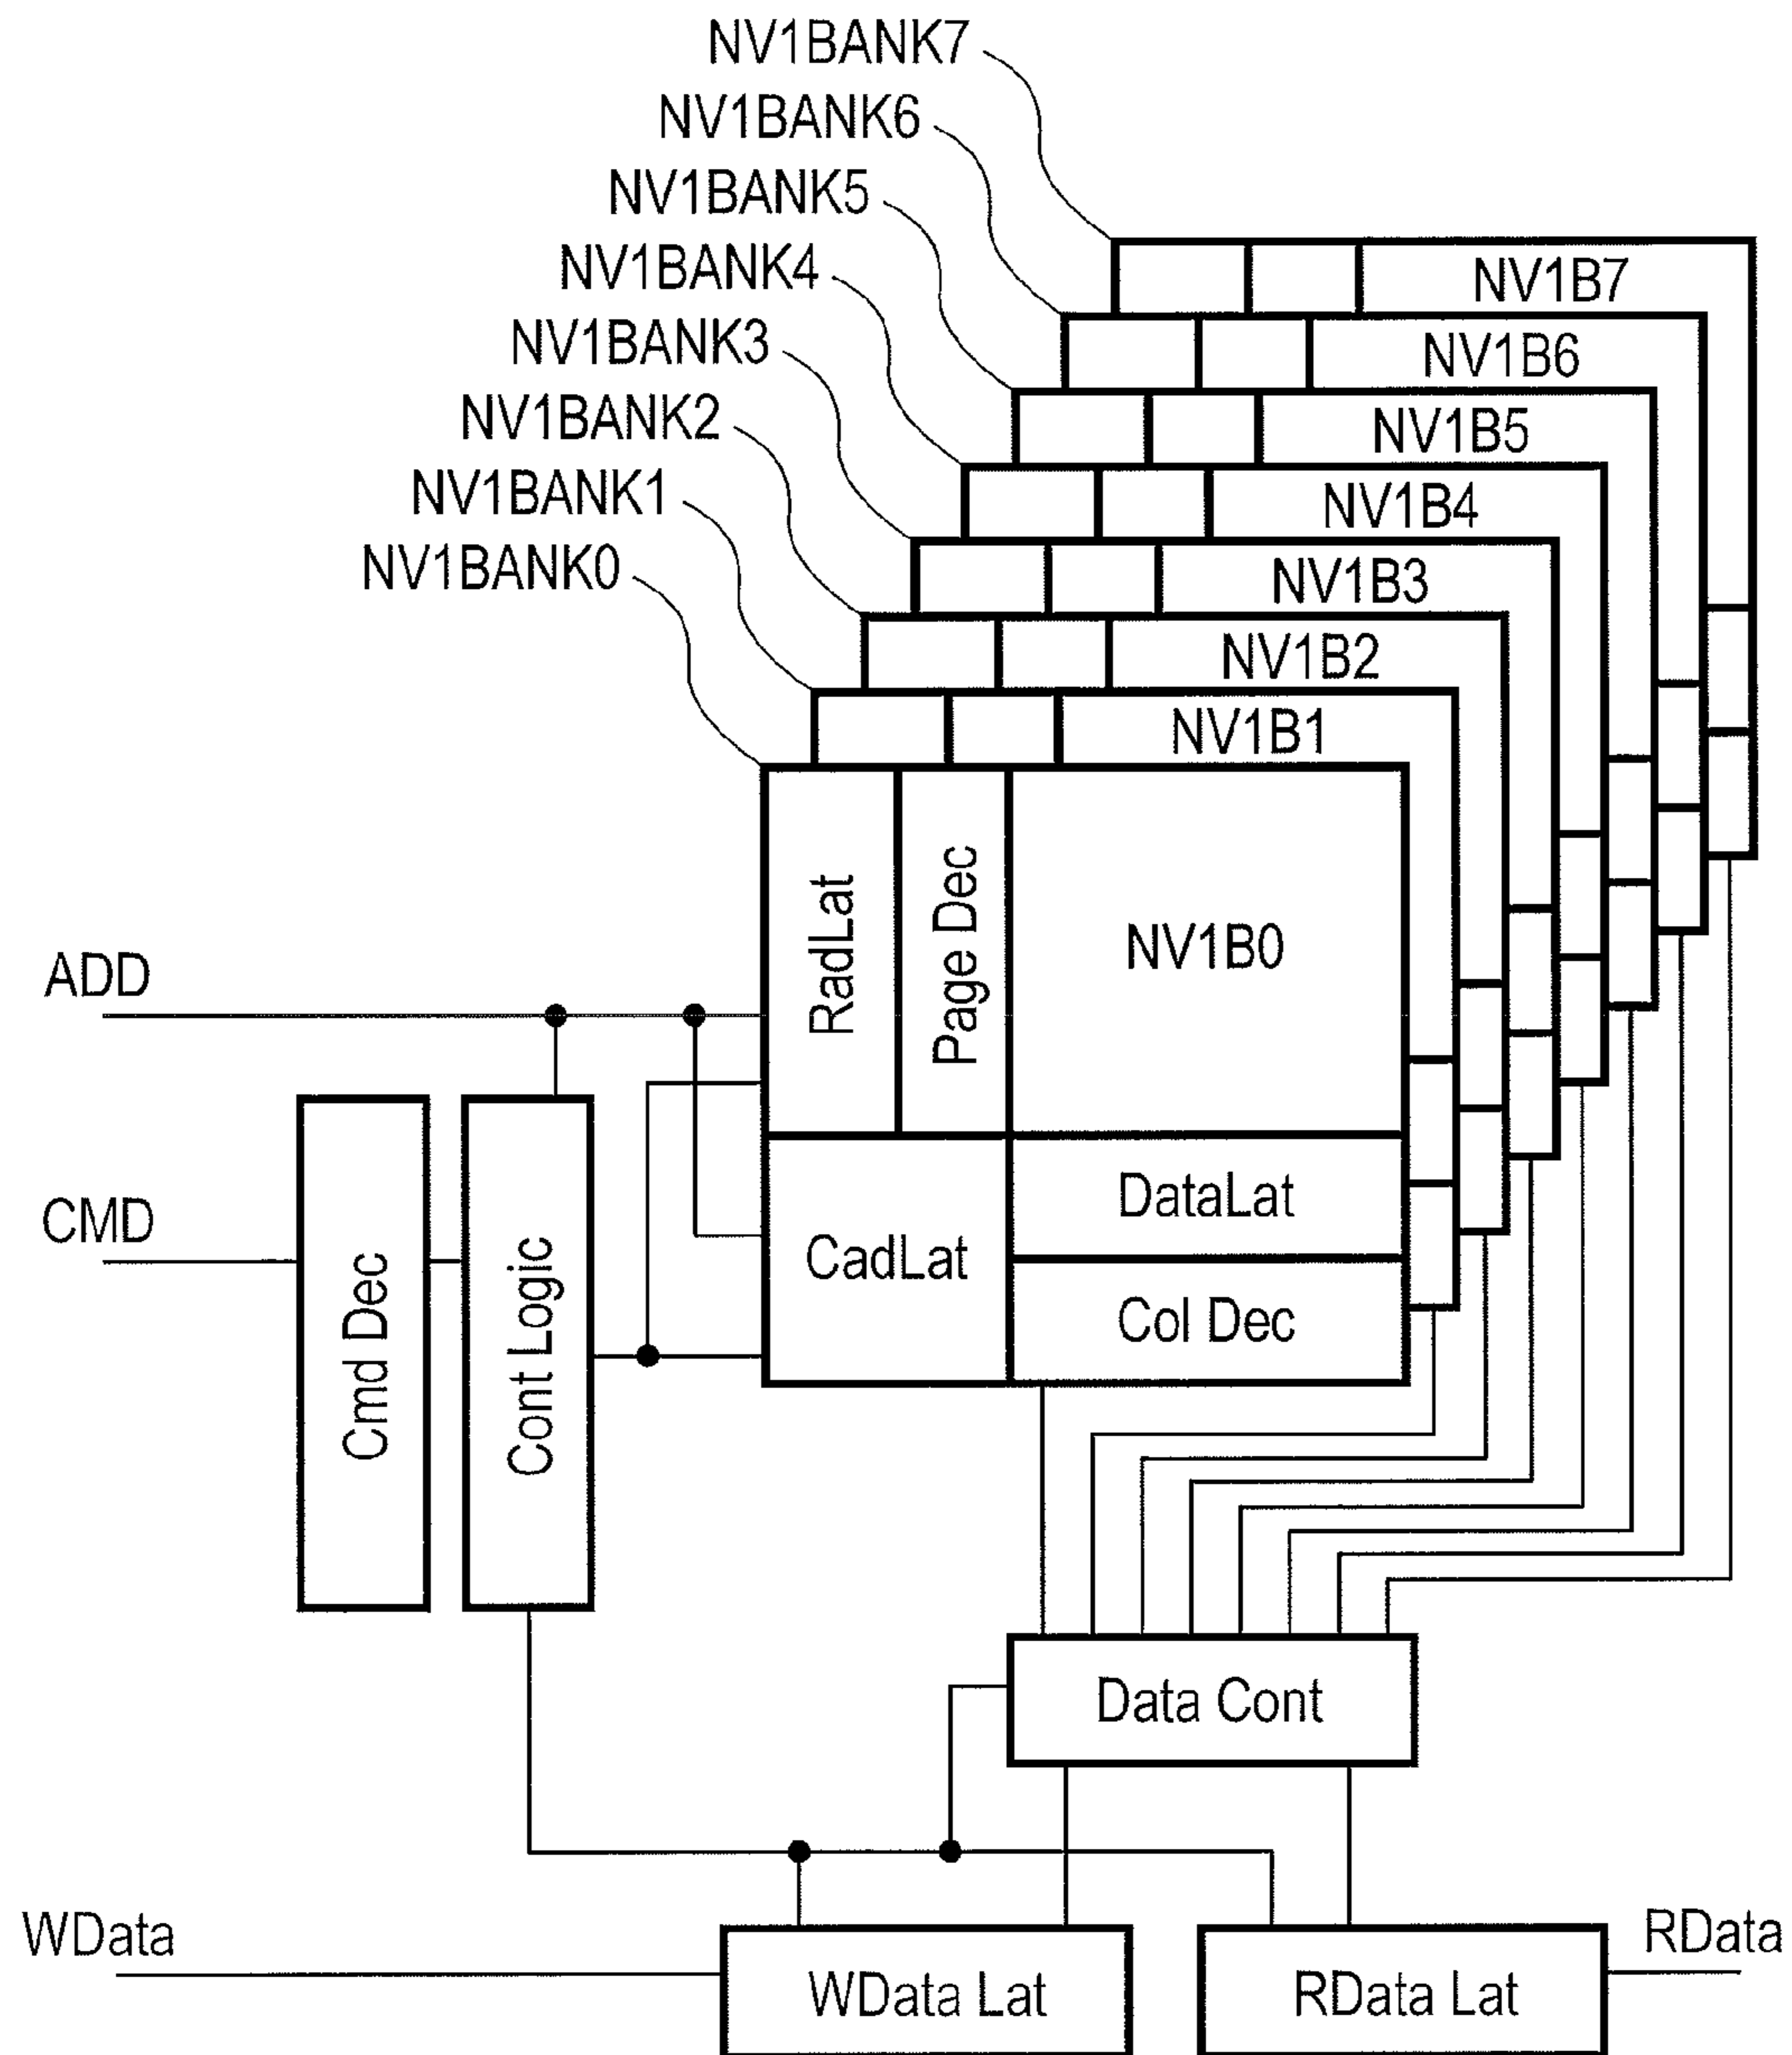 NV1BANK7
NV1BANK6
NV1BANK5
NV1BANK4
NV1BANK3
NV1BANK2
NV1BANK1
NV1BANK0
NV1B7
NV1B6
NV1B5
NV1B4
NV1B3
NV1B2
NV1B1
RadLat
Page Dec
NV1B0
ADD
CMD
Cmd Dec
Cont Logic
CadLat
DataLat
Col Dec
Data Cont
WData
WData Lat
RData Lat
RData